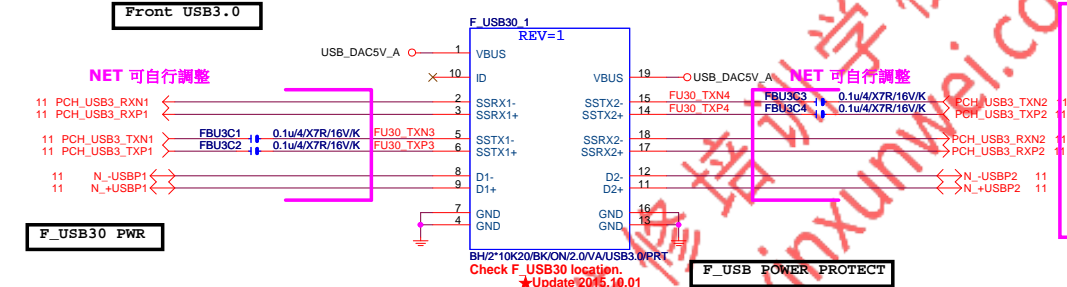 Front USB3.0
F_USB30_1
REV=1
USB_DAC5V_A
1
VBUS
10
ID
VBUS
19
USB_DAC5V_A
NET 可自行調整
NET 可自行調整
11 PCH_USB3_RXN1
2
SSRX1-
SSTX2-
15
FU30_TXN4
FBU3C3
0.1u/4/X7R/16V/K
PCH_USB3_TXN2 11
11 PCH_USB3_RXP1
3
SSRX1+
SSTX2+
14
FU30_TXP4
FBU3C4
0.1u/4/X7R/16V/K
PCH_USB3_TXP2 11
11 PCH_USB3_TXN1
FBU3C1
0.1u/4/X7R/16V/K
FU30_TXN3
5
SSTX1-
SSRX2-
18
PCH_USB3_RXN2 11
11 PCH_USB3_TXP1
FBU3C2
0.1u/4/X7R/16V/K
FU30_TXP3
6
SSTX1+
SSRX2+
17
PCH_USB3_RXP2 11
11 N_-USBP1
8
D1-
D2-
12
N_-USBP2 11
11 N_+USBP1
9
D1+
D2+
11
N_+USBP2 11
7
GND
GND
16
4
GND
GND
13
F_USB30 PWR
BH/2*10K20/BK/ON/2.0/VA/USB3.0/PRT
Check F_USB30 location.
★Update 2015.10.01
F_USB POWER PROTECT
修培训